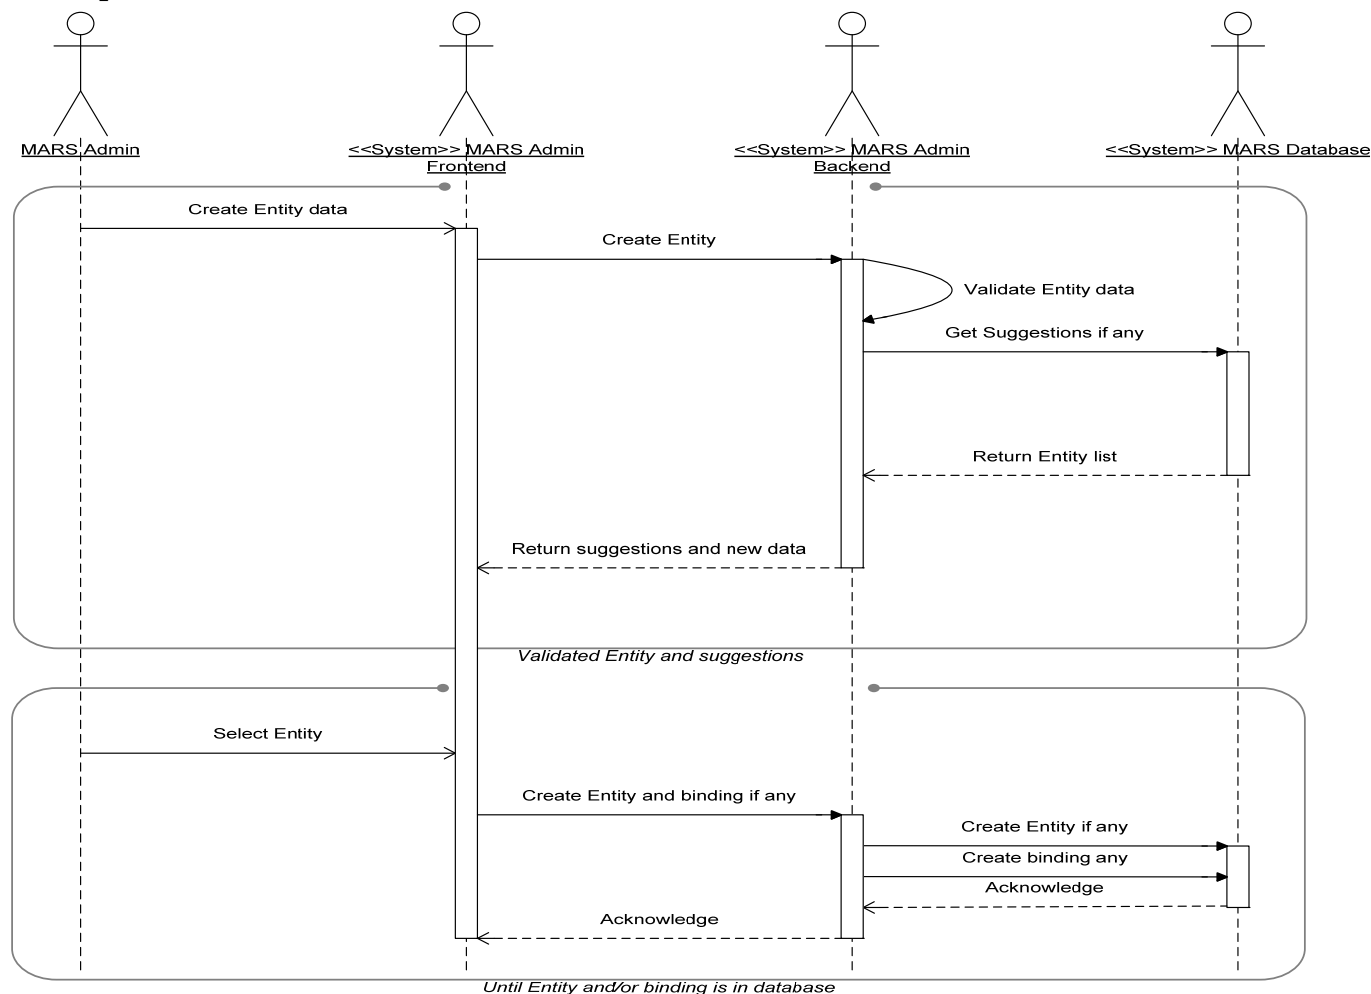 MARS Admin
<<System>> MARS Admin
Frontend
<<System>> MARS Admin
Backend
<<System>> MARS Database
Create Entity data
Create Entity
Validate Entity data
Get Suggestions if any
Return Entity list
Return suggestions and new data
Validated Entity and suggestions
Select Entity
Create Entity and binding if any
Create Entity if any
Create binding any
Acknowledge
Acknowledge
Until Entity and/or binding is in database